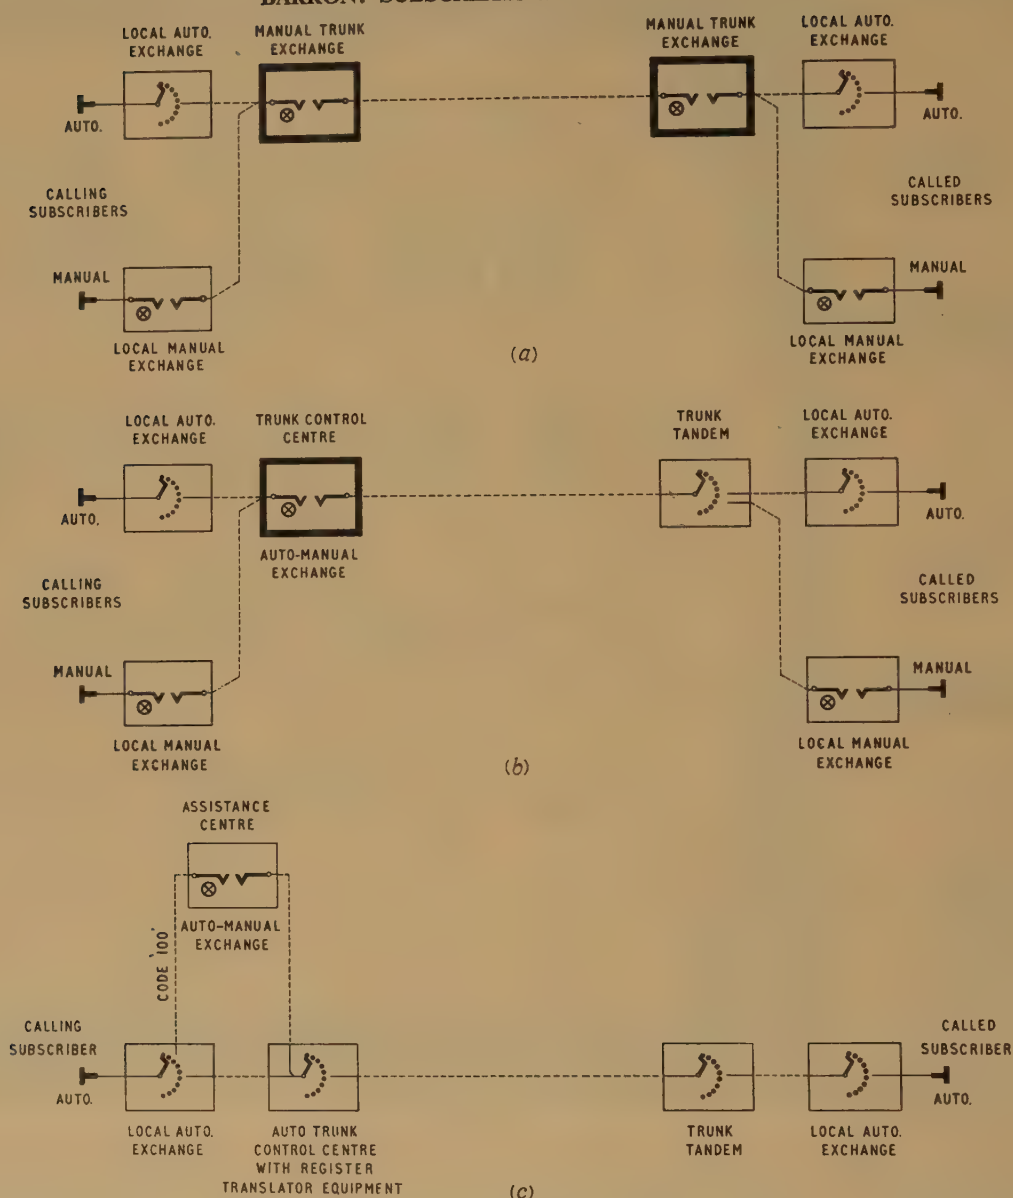 LOCAL AUTO.
EXCHANGE
MANUAL TRUNK
EXCHANGE
MANUAL TRUNK
EXCHANGE
LOCAL AUTO.
EXCHANGE
AUTO.
AUTO.
CALLING
SUBSCRIBERS
CALLED
SUBSCRIBERS
MANUAL
MANUAL
LOCAL MANUAL
EXCHANGE
LOCAL MANUAL
EXCHANGE
(a)
LOCAL AUTO.
EXCHANGE
TRUNK CONTROL
CENTRE
TRUNK
TANDEM
LOCAL AUTO.
EXCHANGE
AUTO.
AUTO.
AUTO-MANUAL
EXCHANGE
CALLING
SUBSCRIBERS
CALLED
SUBSCRIBERS
MANUAL
MANUAL
LOCAL MANUAL
EXCHANGE
LOCAL MANUAL
EXCHANGE
(b)
ASSISTANCE
CENTRE
AUTO-MANUAL
EXCHANGE
CODE '100'
CALLING
SUBSCRIBER
CALLED
SUBSCRIBER
AUTO.
AUTO.
LOCAL AUTO.
EXCHANGE
AUTO TRUNK
CONTROL CENTRE
WITH REGISTER
TRANSLATOR EQUIPMENT
TRUNK
TANDEM
LOCAL AUTO.
EXCHANGE
(c)